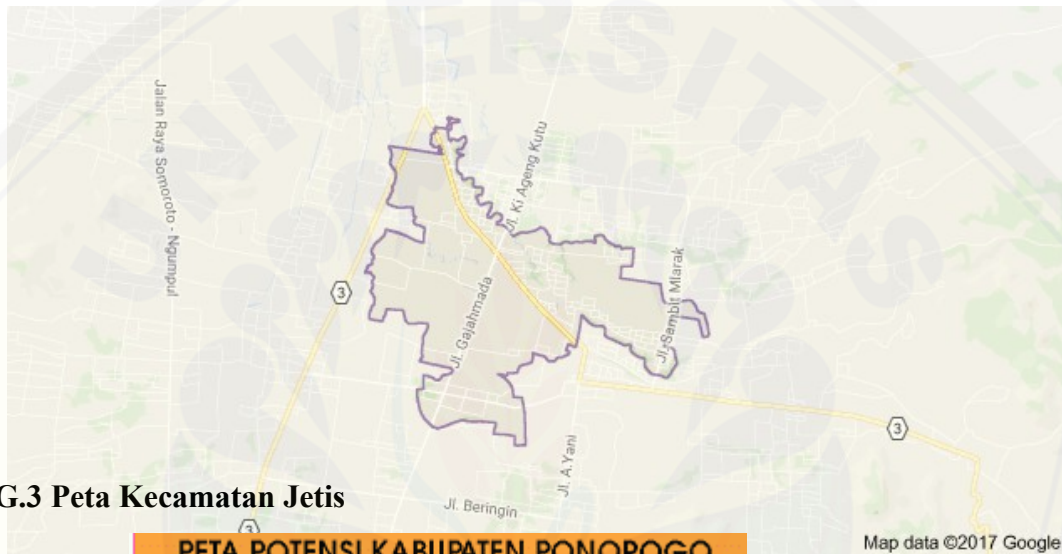 UNIVERSITAS
Jalan Raya Somoroto - Ngumpul
Jl. Ki Ageng Kutu
3
Jl. Gajahmada
Jl. Sambit Mlarak
3
Jl. A.Yani
Jl. Beringin
3
G.3 Peta Kecamatan Jetis
Map data ©2017 Google
PETA POTENSI KABUPATEN PONOROGO